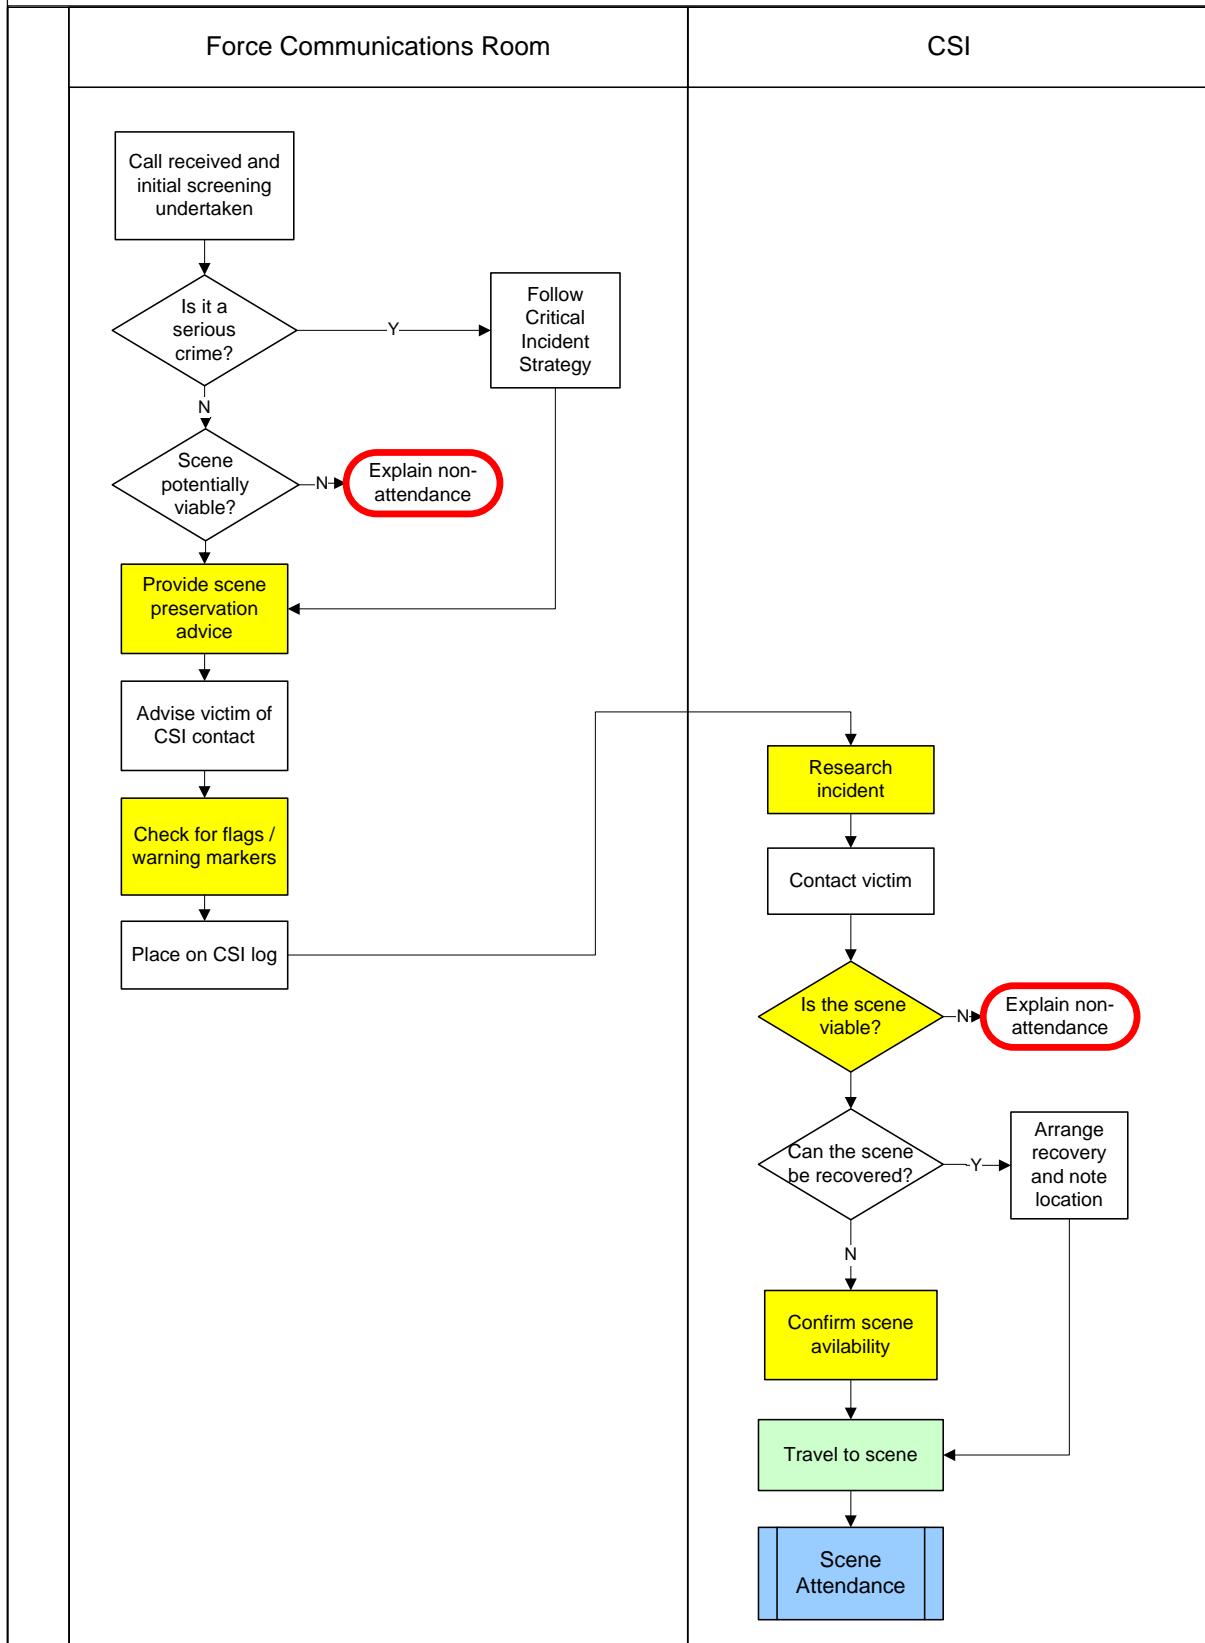 Force Communications Room
CSI
Call received and
initial screening
undertaken
Is it a
serious
crime?
Y
Follow
Critical
Incident
Strategy
N
Scene
potentially
viable?
N
Explain non-
attendance
Provide scene
preservation
advice
Advise victim of
CSI contact
Check for flags /
warning markers
Place on CSI log
Research
incident
Contact victim
Is the scene
viable?
N
Explain non-
attendance
Can the scene
be recovered?
Y
Arrange
recovery
and note
location
N
Confirm scene
avilability
Travel to scene
Scene
Attendance